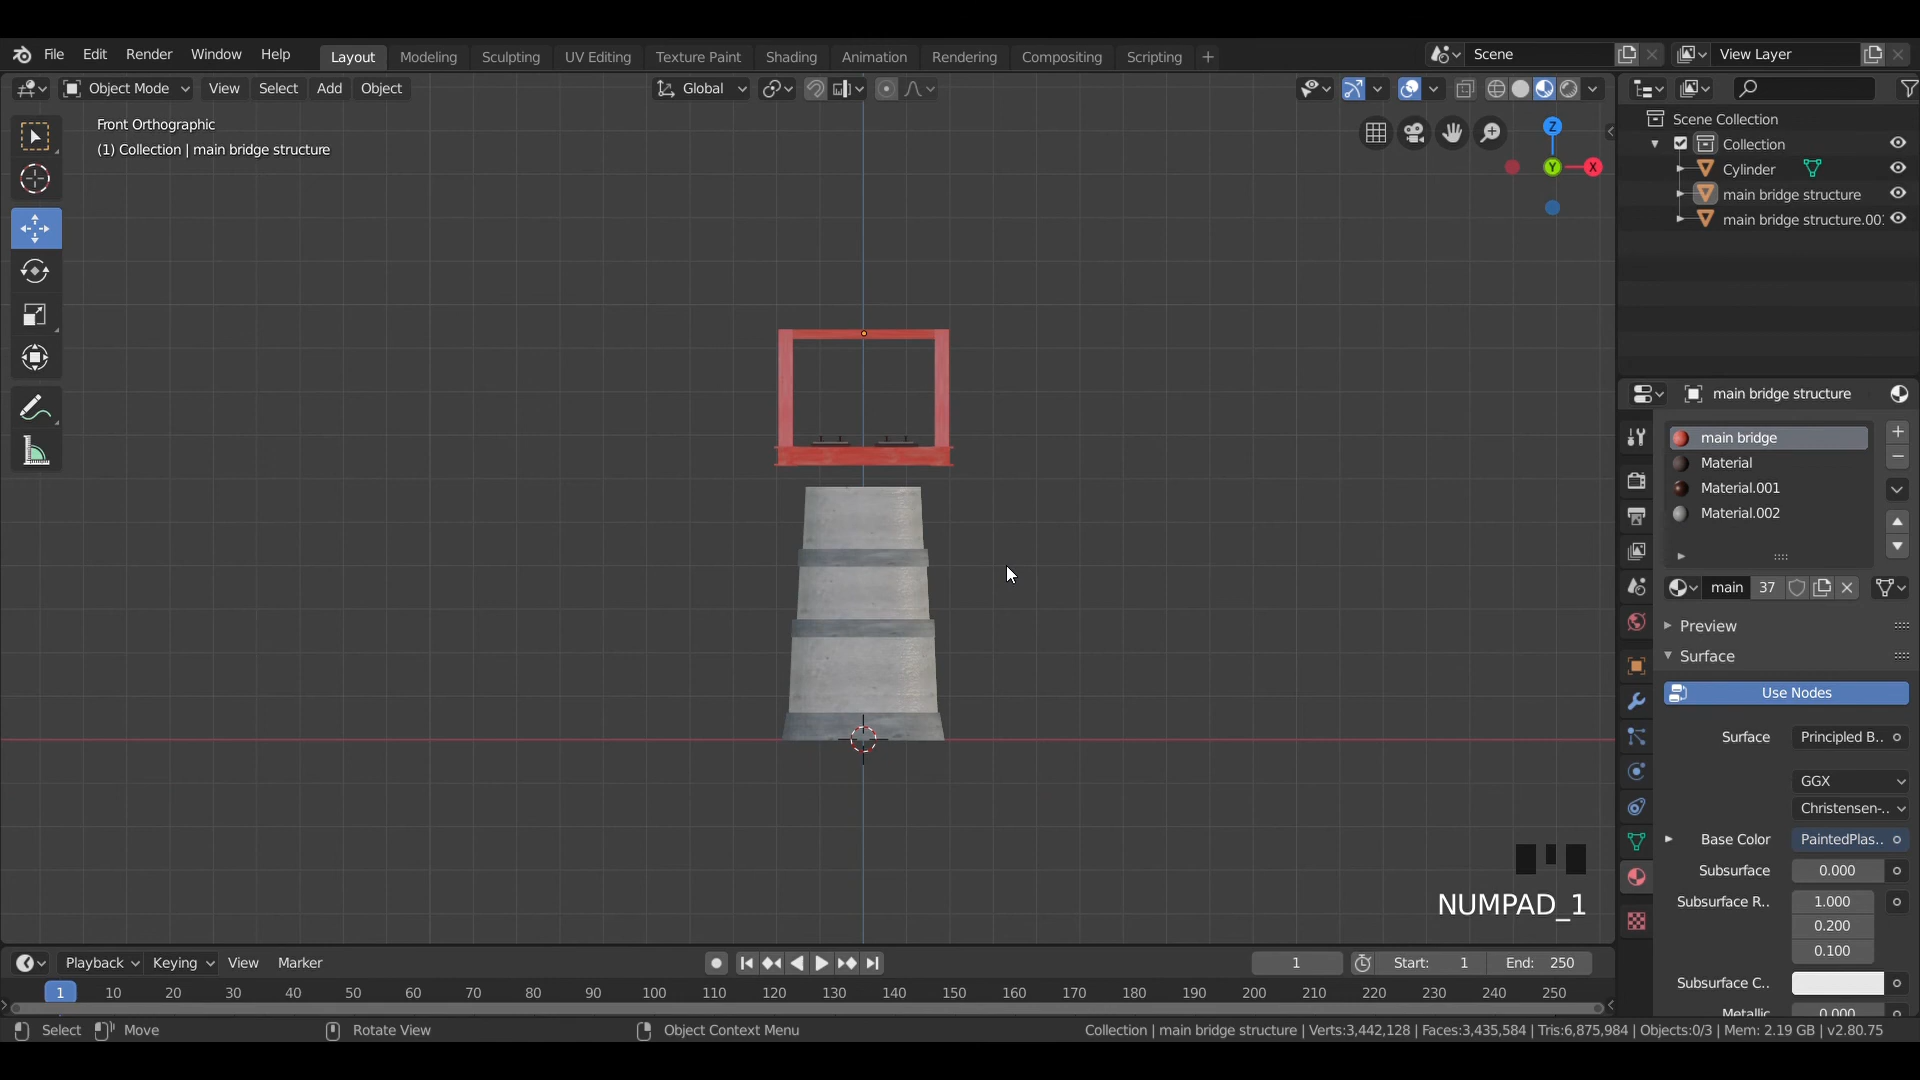 File Edit Render Window Help Layout Modeling Sculpting UV Editing Texture Paint Shading Animation Rendering Compositing Scripting + Scene View Layer
Object Mode View Select Add Object Global
Front Orthographic
(1) Collection | main bridge structure
Z
Y
X
Scene Collection
Collection
Cylinder
main bridge structure
main bridge structure.00
main bridge structure
main bridge
Material
Material.001
Material.002
main 37
Preview
Surface
Use Nodes
Surface Principled B..
GGX
Christensen-..
Base Color PaintedPlas..
Subsurface 0.000
Subsurface R.. 1.000
0.200
0.100
Subsurface C..
Metallic 0.000
NUMPAD_1
Playback Keying View Marker 1 Start: 1 End: 250
1 10 20 30 40 50 60 70 80 90 100 110 120 130 140 150 160 170 180 190 200 210 220 230 240 250
Select Move Rotate View Object Context Menu Collection | main bridge structure | Verts:3,442,128 | Faces:3,435,584 | Tris:6,875,984 | Objects:0/3 | Mem: 2.19 GB | v2.80.75